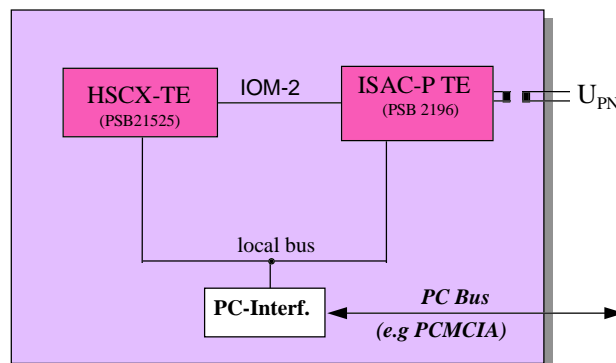 HSCX-TE
(PSB21525)
IOM-2
ISAC-P TE
(PSB 2196)
UPN
local bus
PC-Interf.
PC Bus
(e.g PCMCIA)